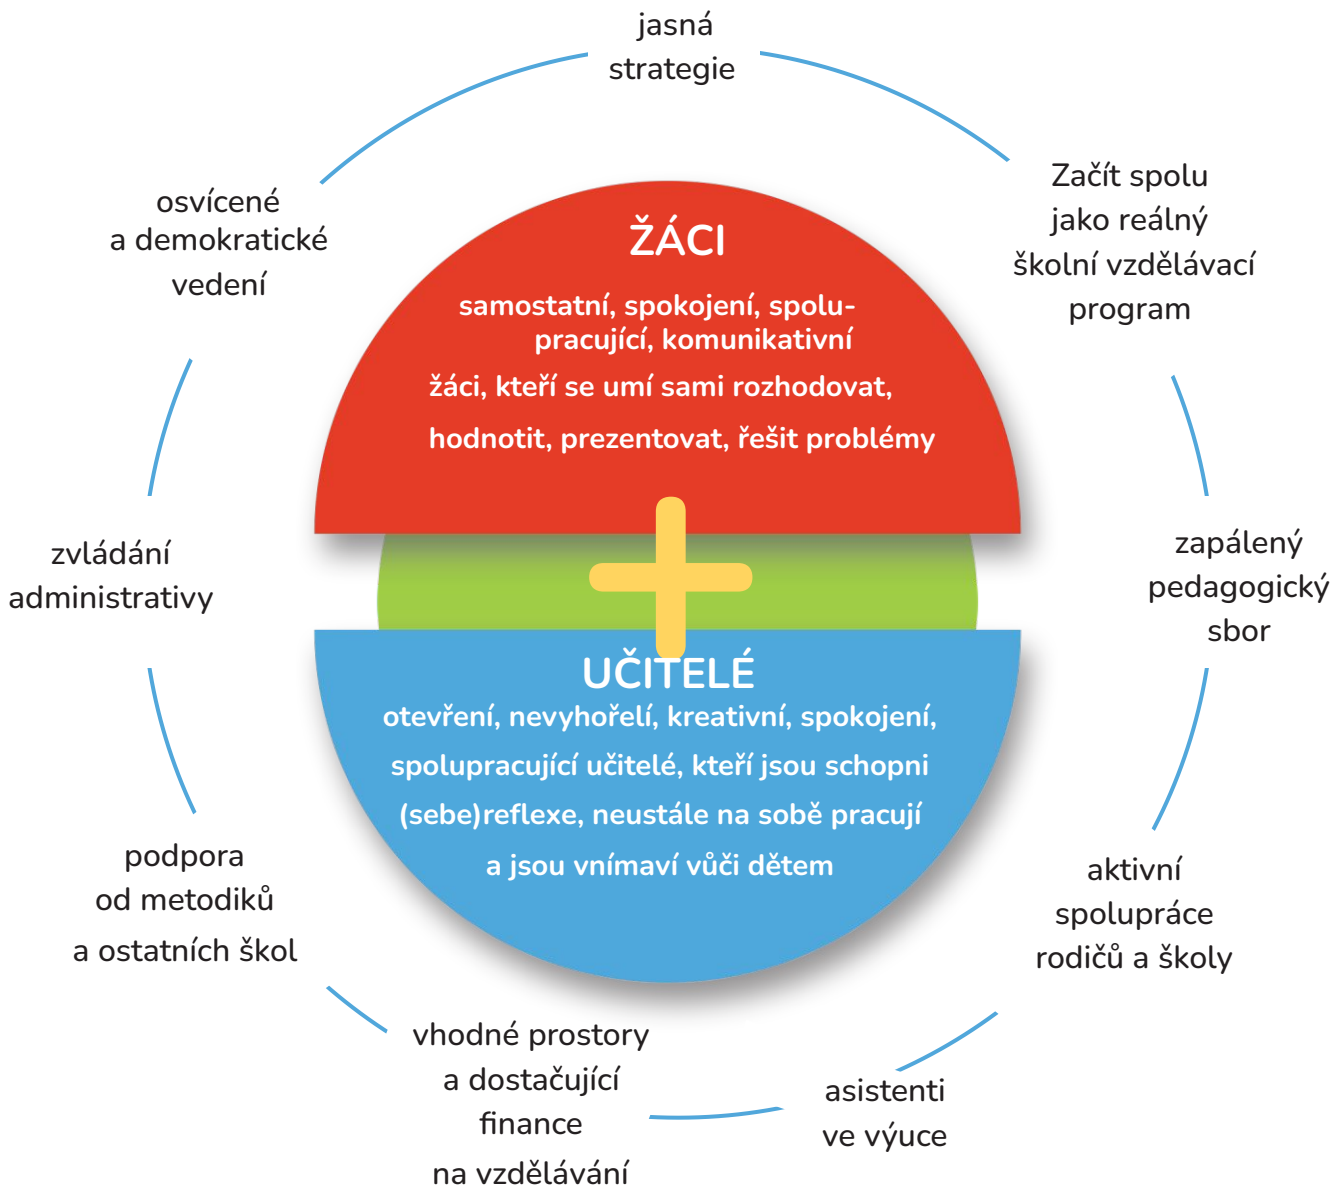 jasná
strategie
Začít spolu
jako reálný
školní vzdělávací
program
zapálený
pedagogický
sbor
aktivní
spolupráce
rodičů a školy
asistenti
ve výuce
vhodné prostory
a dostačující
finance
na vzdělávání
podpora
od metodiků
a ostatních škol
zvládání
administrativy
osvícené
a demokratické
vedení
ŽÁCI
samostatní, spokojení, spolu-
pracující, komunikativní
žáci, kteří se umí sami rozhodovat,
hodnotit, prezentovat, řešit problémy
UČITELÉ
otevření, nevyhořelí, kreativní, spokojení,
spolupracující učitelé, kteří jsou schopni
(sebe)reflexe, neustále na sobě pracují
a jsou vnímaví vůči dětem